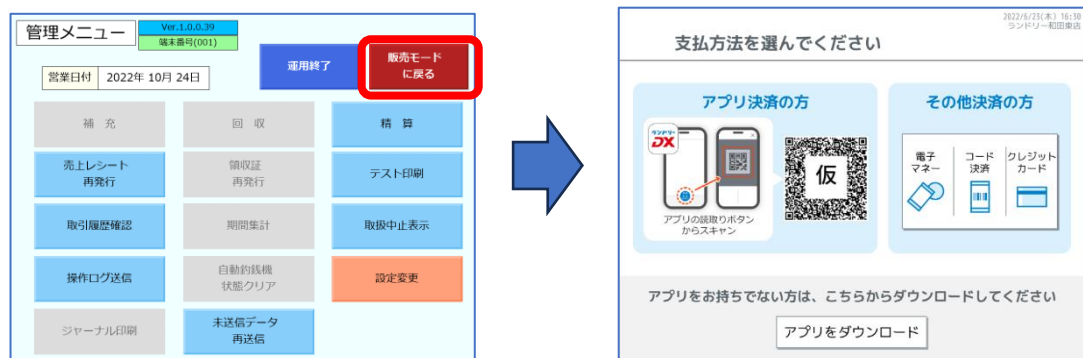 管理メニュー
Ver.1.0.0.39
端末番号(001)
営業日付 2022年 10月 24日
運用終了
販売モード
に戻る
補 充
回 収
精 算
売上レシート
再発行
領収証
再発行
テスト印刷
取引履歴確認
期間集計
取扱中止表示
操作ログ送信
自動釣銭機
状態クリア
設定変更
ジャーナル印刷
未送信データ
再送信
2022/6/23(木) 16:30
ランドリー和田東店
支払方法を選んでください
アプリ決済の方
ランドリー
DX
仮
アプリの読取りボタン
からスキャン
その他決済の方
電子
マネー
コード
決済
クレジット
カード
アプリをお持ちでない方は、こちらからダウンロードしてください
アプリをダウンロード